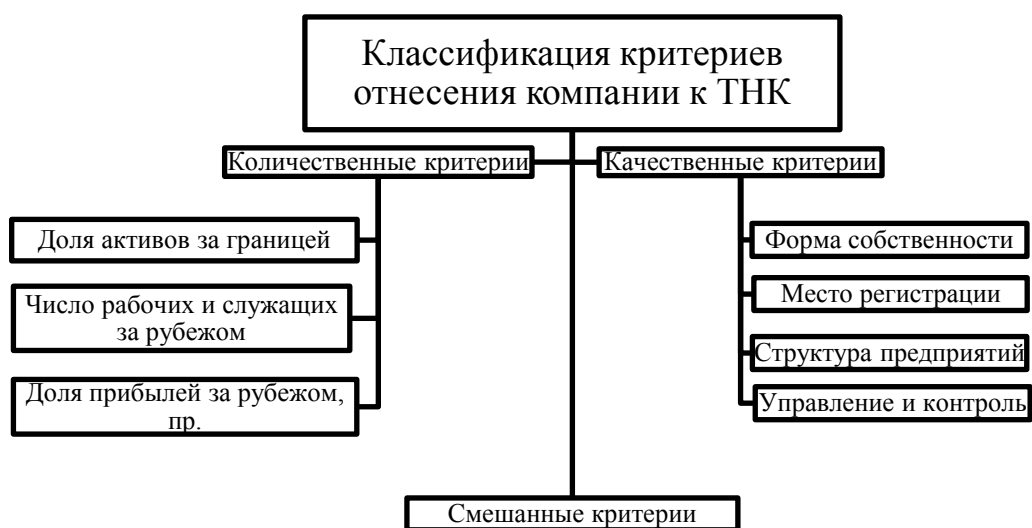 Классификация критериев
отнесения компании к ТНК
Количественные критерии
Качественные критерии
Доля активов за границей
Число рабочих и служащих
за рубежом
Доля прибылей за рубежом,
пр.
Форма собственности
Место регистрации
Структура предприятий
Управление и контроль
Смешанные критерии